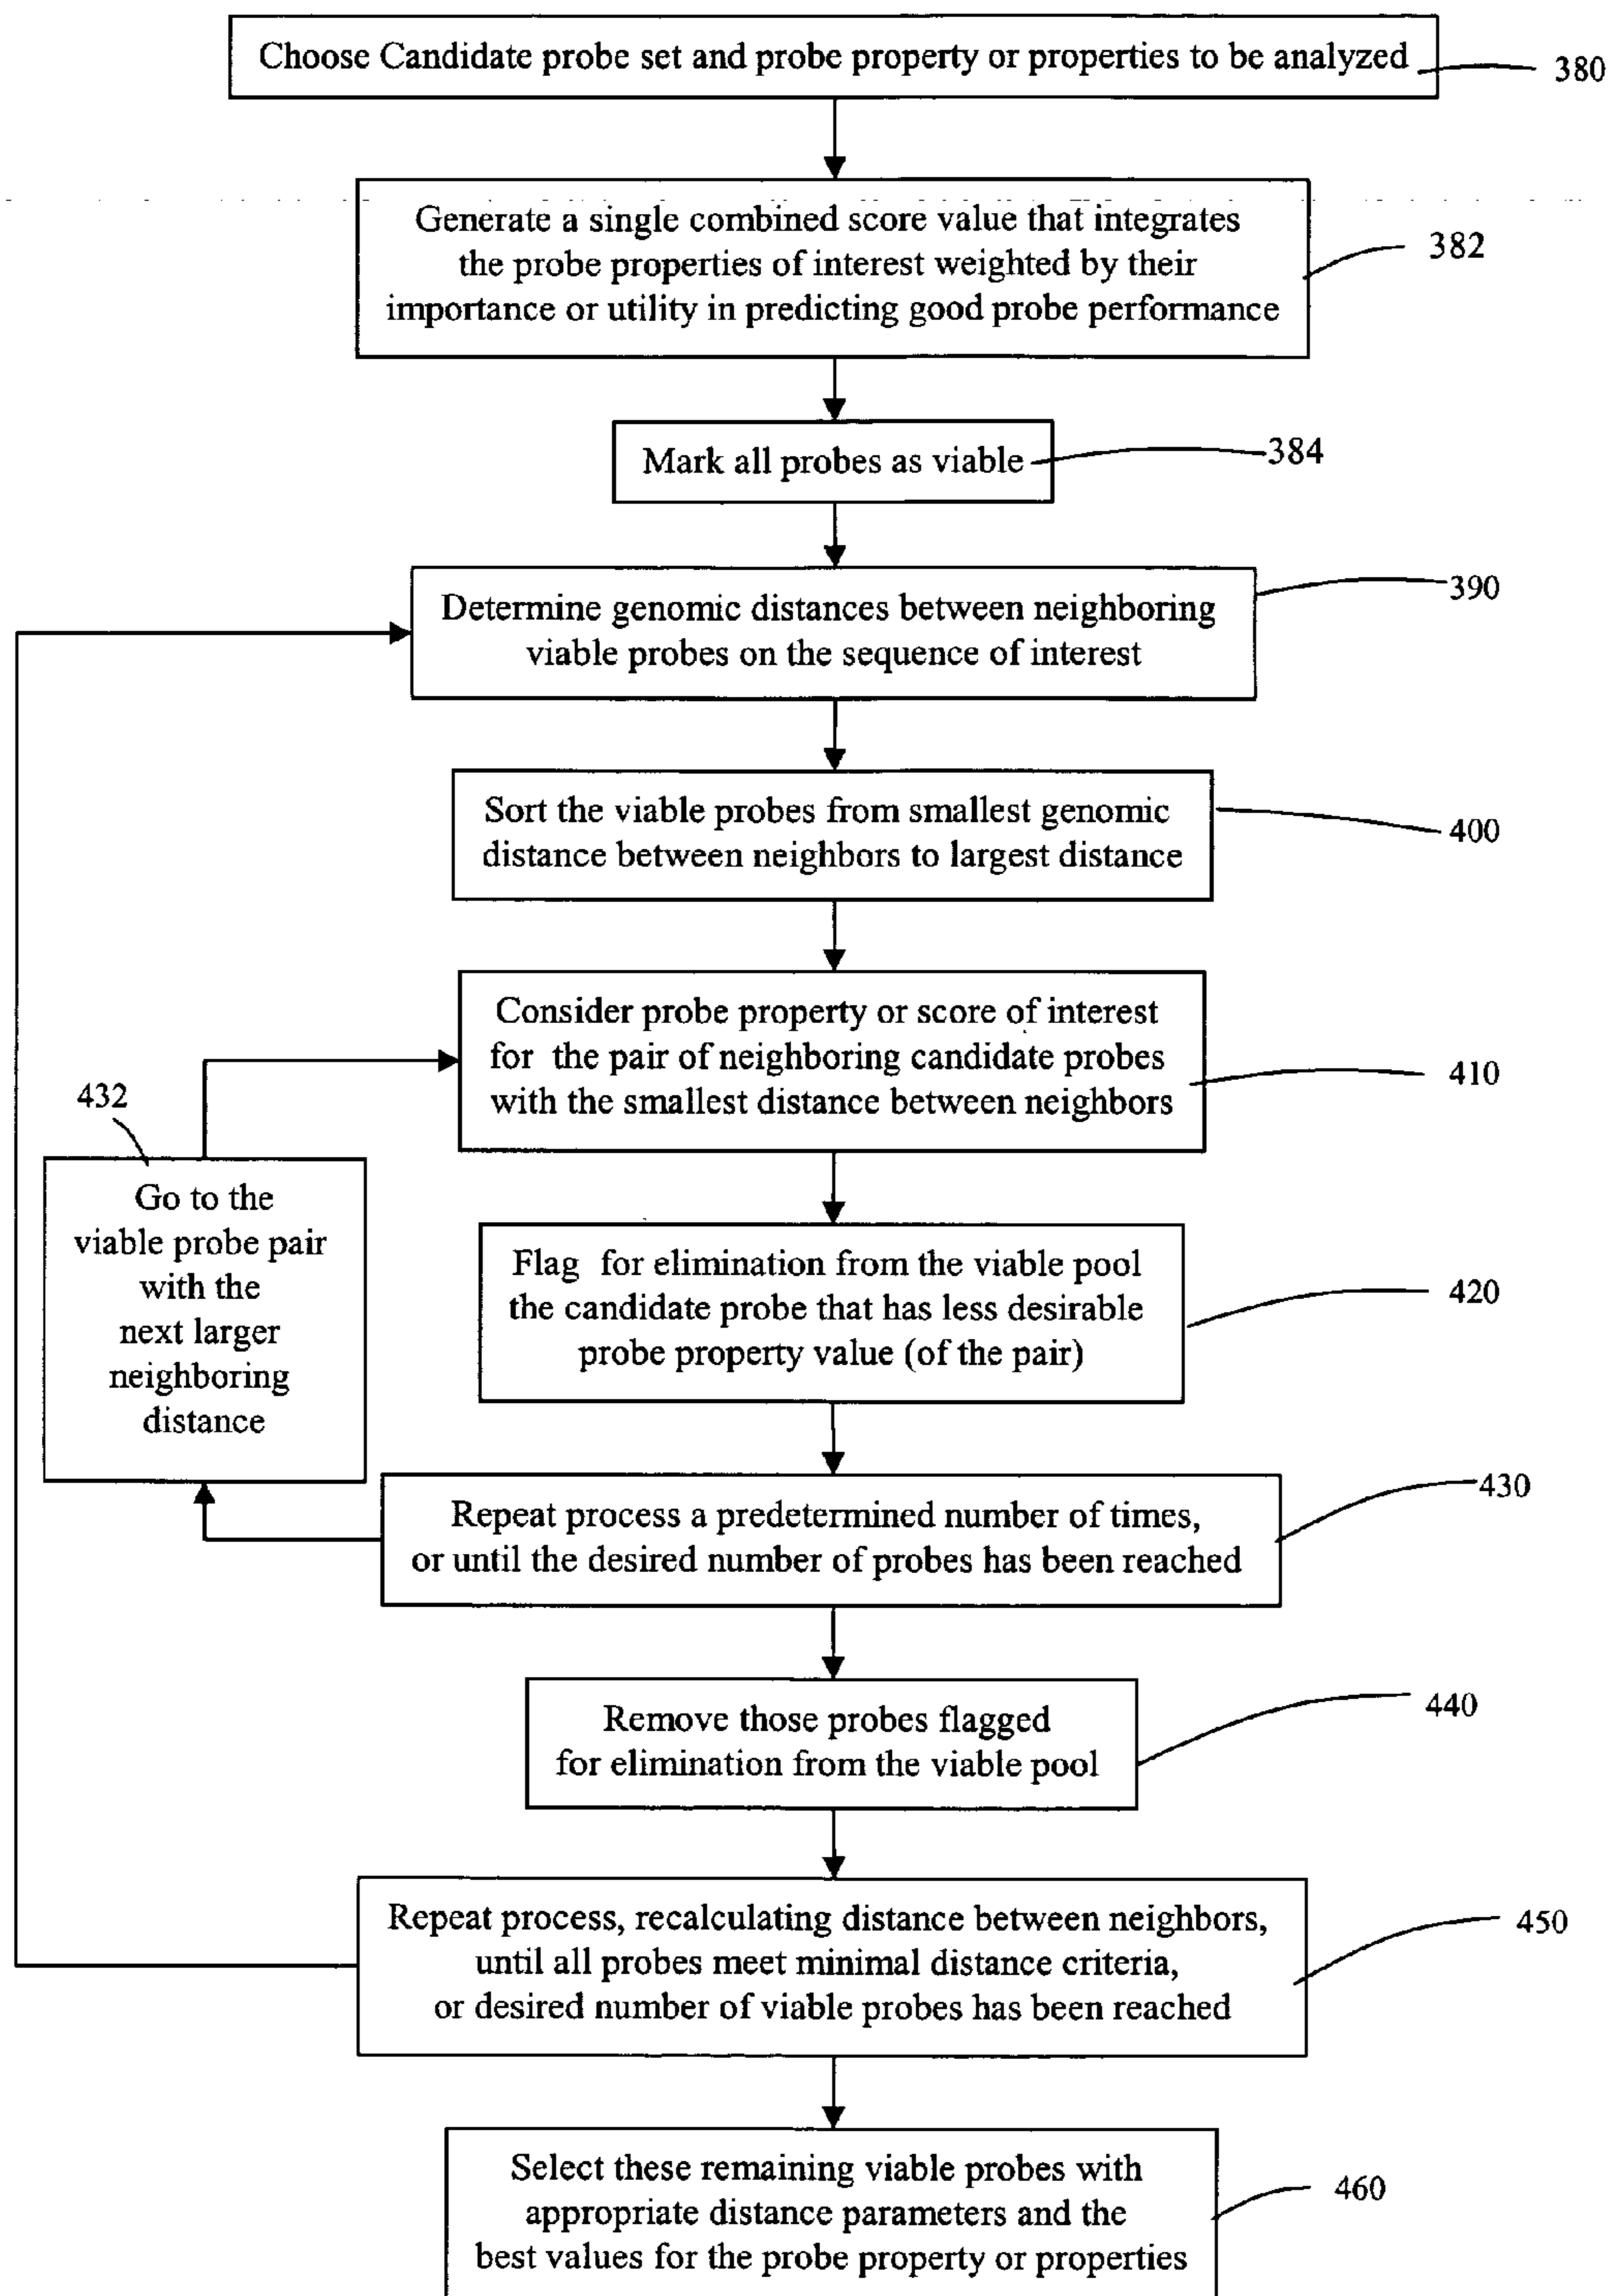 Choose Candidate probe set and probe property or properties to be analyzed
380
Generate a single combined score value that integrates
the probe properties of interest weighted by their
importance or utility in predicting good probe performance
382
Mark all probes as viable
384
Determine genomic distances between neighboring
viable probes on the sequence of interest
390
Sort the viable probes from smallest genomic
distance between neighbors to largest distance
400
Consider probe property or score of interest
for the pair of neighboring candidate probes
with the smallest distance between neighbors
410
432
Go to the
viable probe pair
with the
next larger
neighboring
distance
Flag for elimination from the viable pool
the candidate probe that has less desirable
probe property value (of the pair)
420
Repeat process a predetermined number of times,
or until the desired number of probes has been reached
430
Remove those probes flagged
for elimination from the viable pool
440
Repeat process, recalculating distance between neighbors,
until all probes meet minimal distance criteria,
or desired number of viable probes has been reached
450
Select these remaining viable probes with
appropriate distance parameters and the
best values for the probe property or properties
460